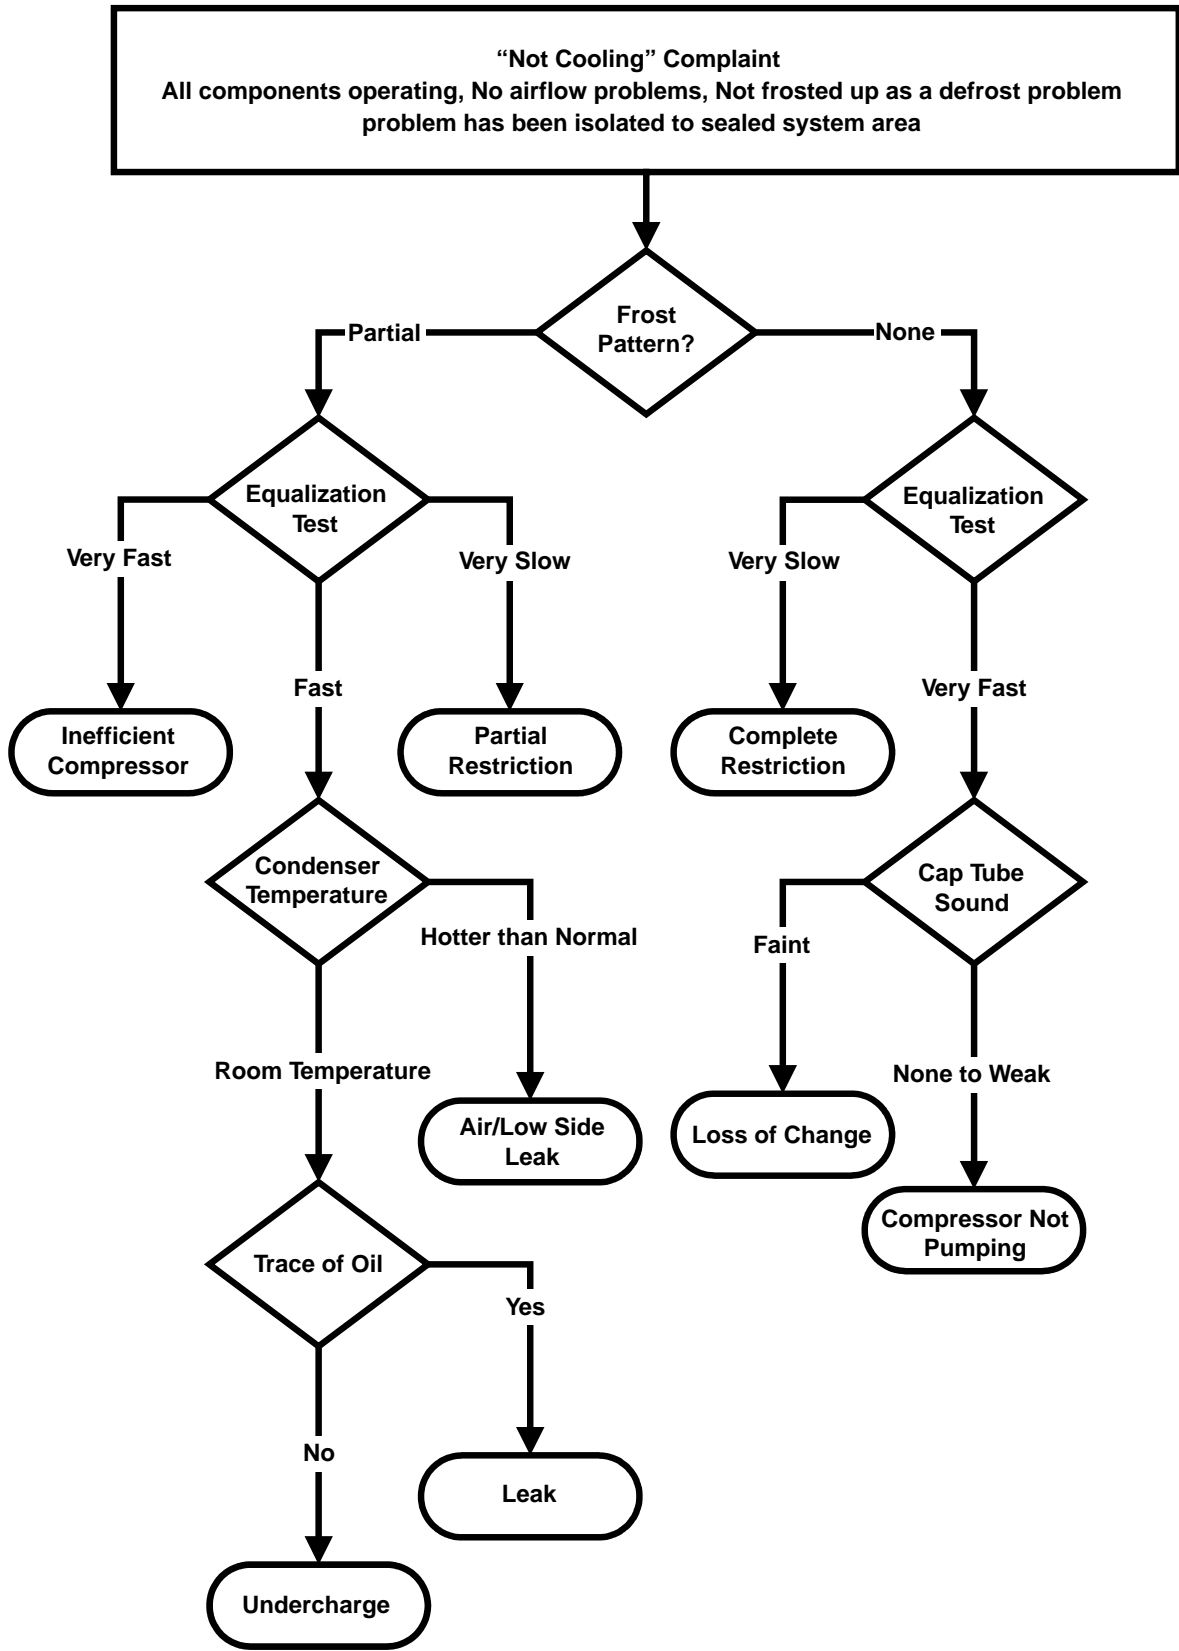 “Not Cooling” Complaint
All components operating, No airflow problems, Not frosted up as a defrost problem
problem has been isolated to sealed system area
Frost
Pattern?
Partial
None
Equalization
Test
Equalization
Test
Very Fast
Very Slow
Very Slow
Fast
Very Fast
Inefficient
Compressor
Partial
Restriction
Complete
Restriction
Condenser
Temperature
Cap Tube
Sound
Hotter than Normal
Faint
Room Temperature
None to Weak
Air/Low Side
Leak
Loss of Change
Compressor Not
Pumping
Trace of Oil
Yes
No
Leak
Undercharge